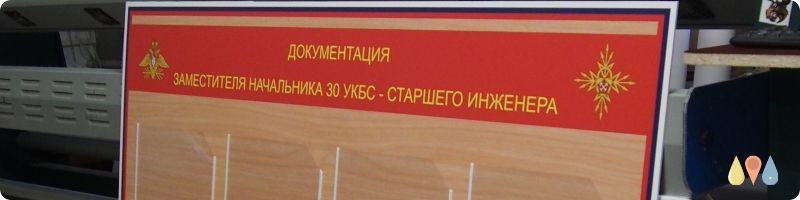 ДОКУМЕНТАЦИЯ
ЗАМЕСТИТЕЛЯ НАЧАЛЬНИКА 30 УКБС - СТАРШЕГО ИНЖЕНЕРА